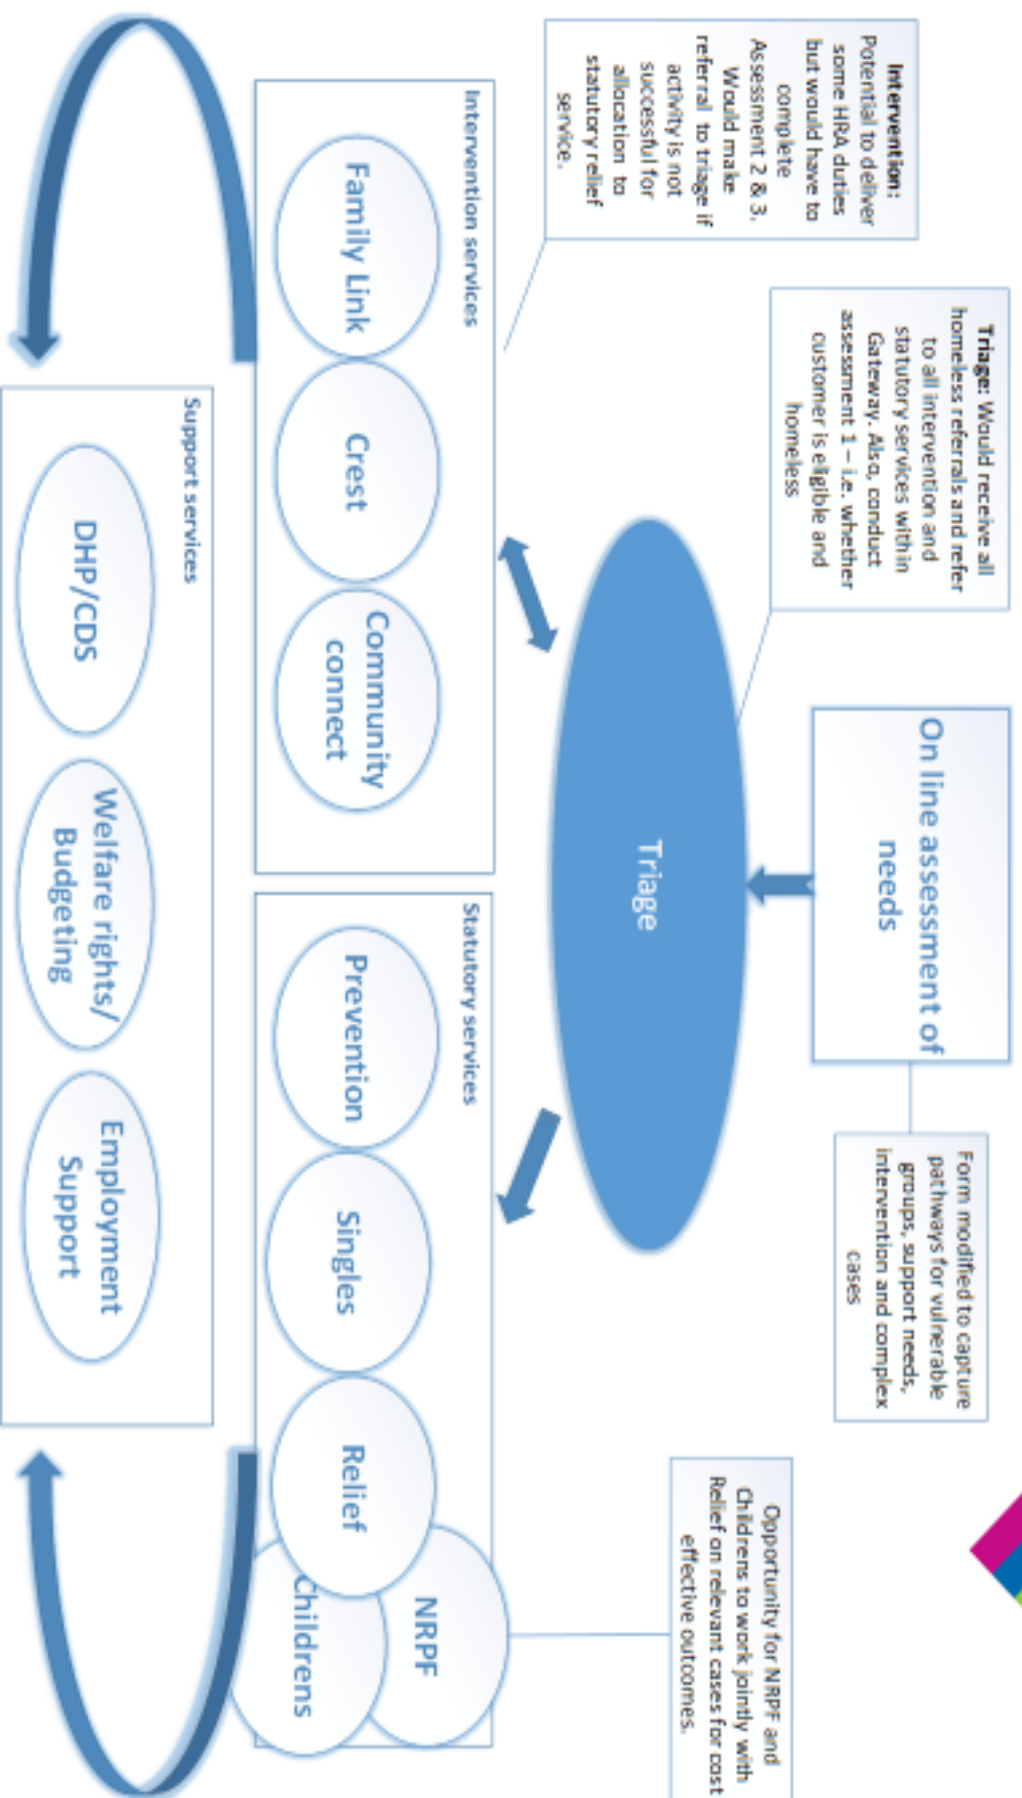 Intervention:
Potential to deliver
some HRA duties
but would have to
complete
Assessment 2 & 3.
Would make
referral to triage if
activity is not
successful for
allocation to
statutory relief
service.
Triage: Would receive all
homeless referrals and refer
to all intervention and
statutory services within
Gateway. Also, conduct
assessment 1 – i.e. whether
customer is eligible and
homeless
On line assessment of
needs
Form modified to capture
pathways for vulnerable
groups, support needs,
intervention and complex
cases
Opportunity for NRPF and
Childrens to work jointly with
Relief on relevant cases for cost
effective outcomes.
Triage
Intervention services
Family Link
Crest
Community
connect
Statutory services
Prevention
Singles
Relief
NRPF
Childrens
Support services
DHP/CDS
Welfare rights/
Budgeting
Employment
Support